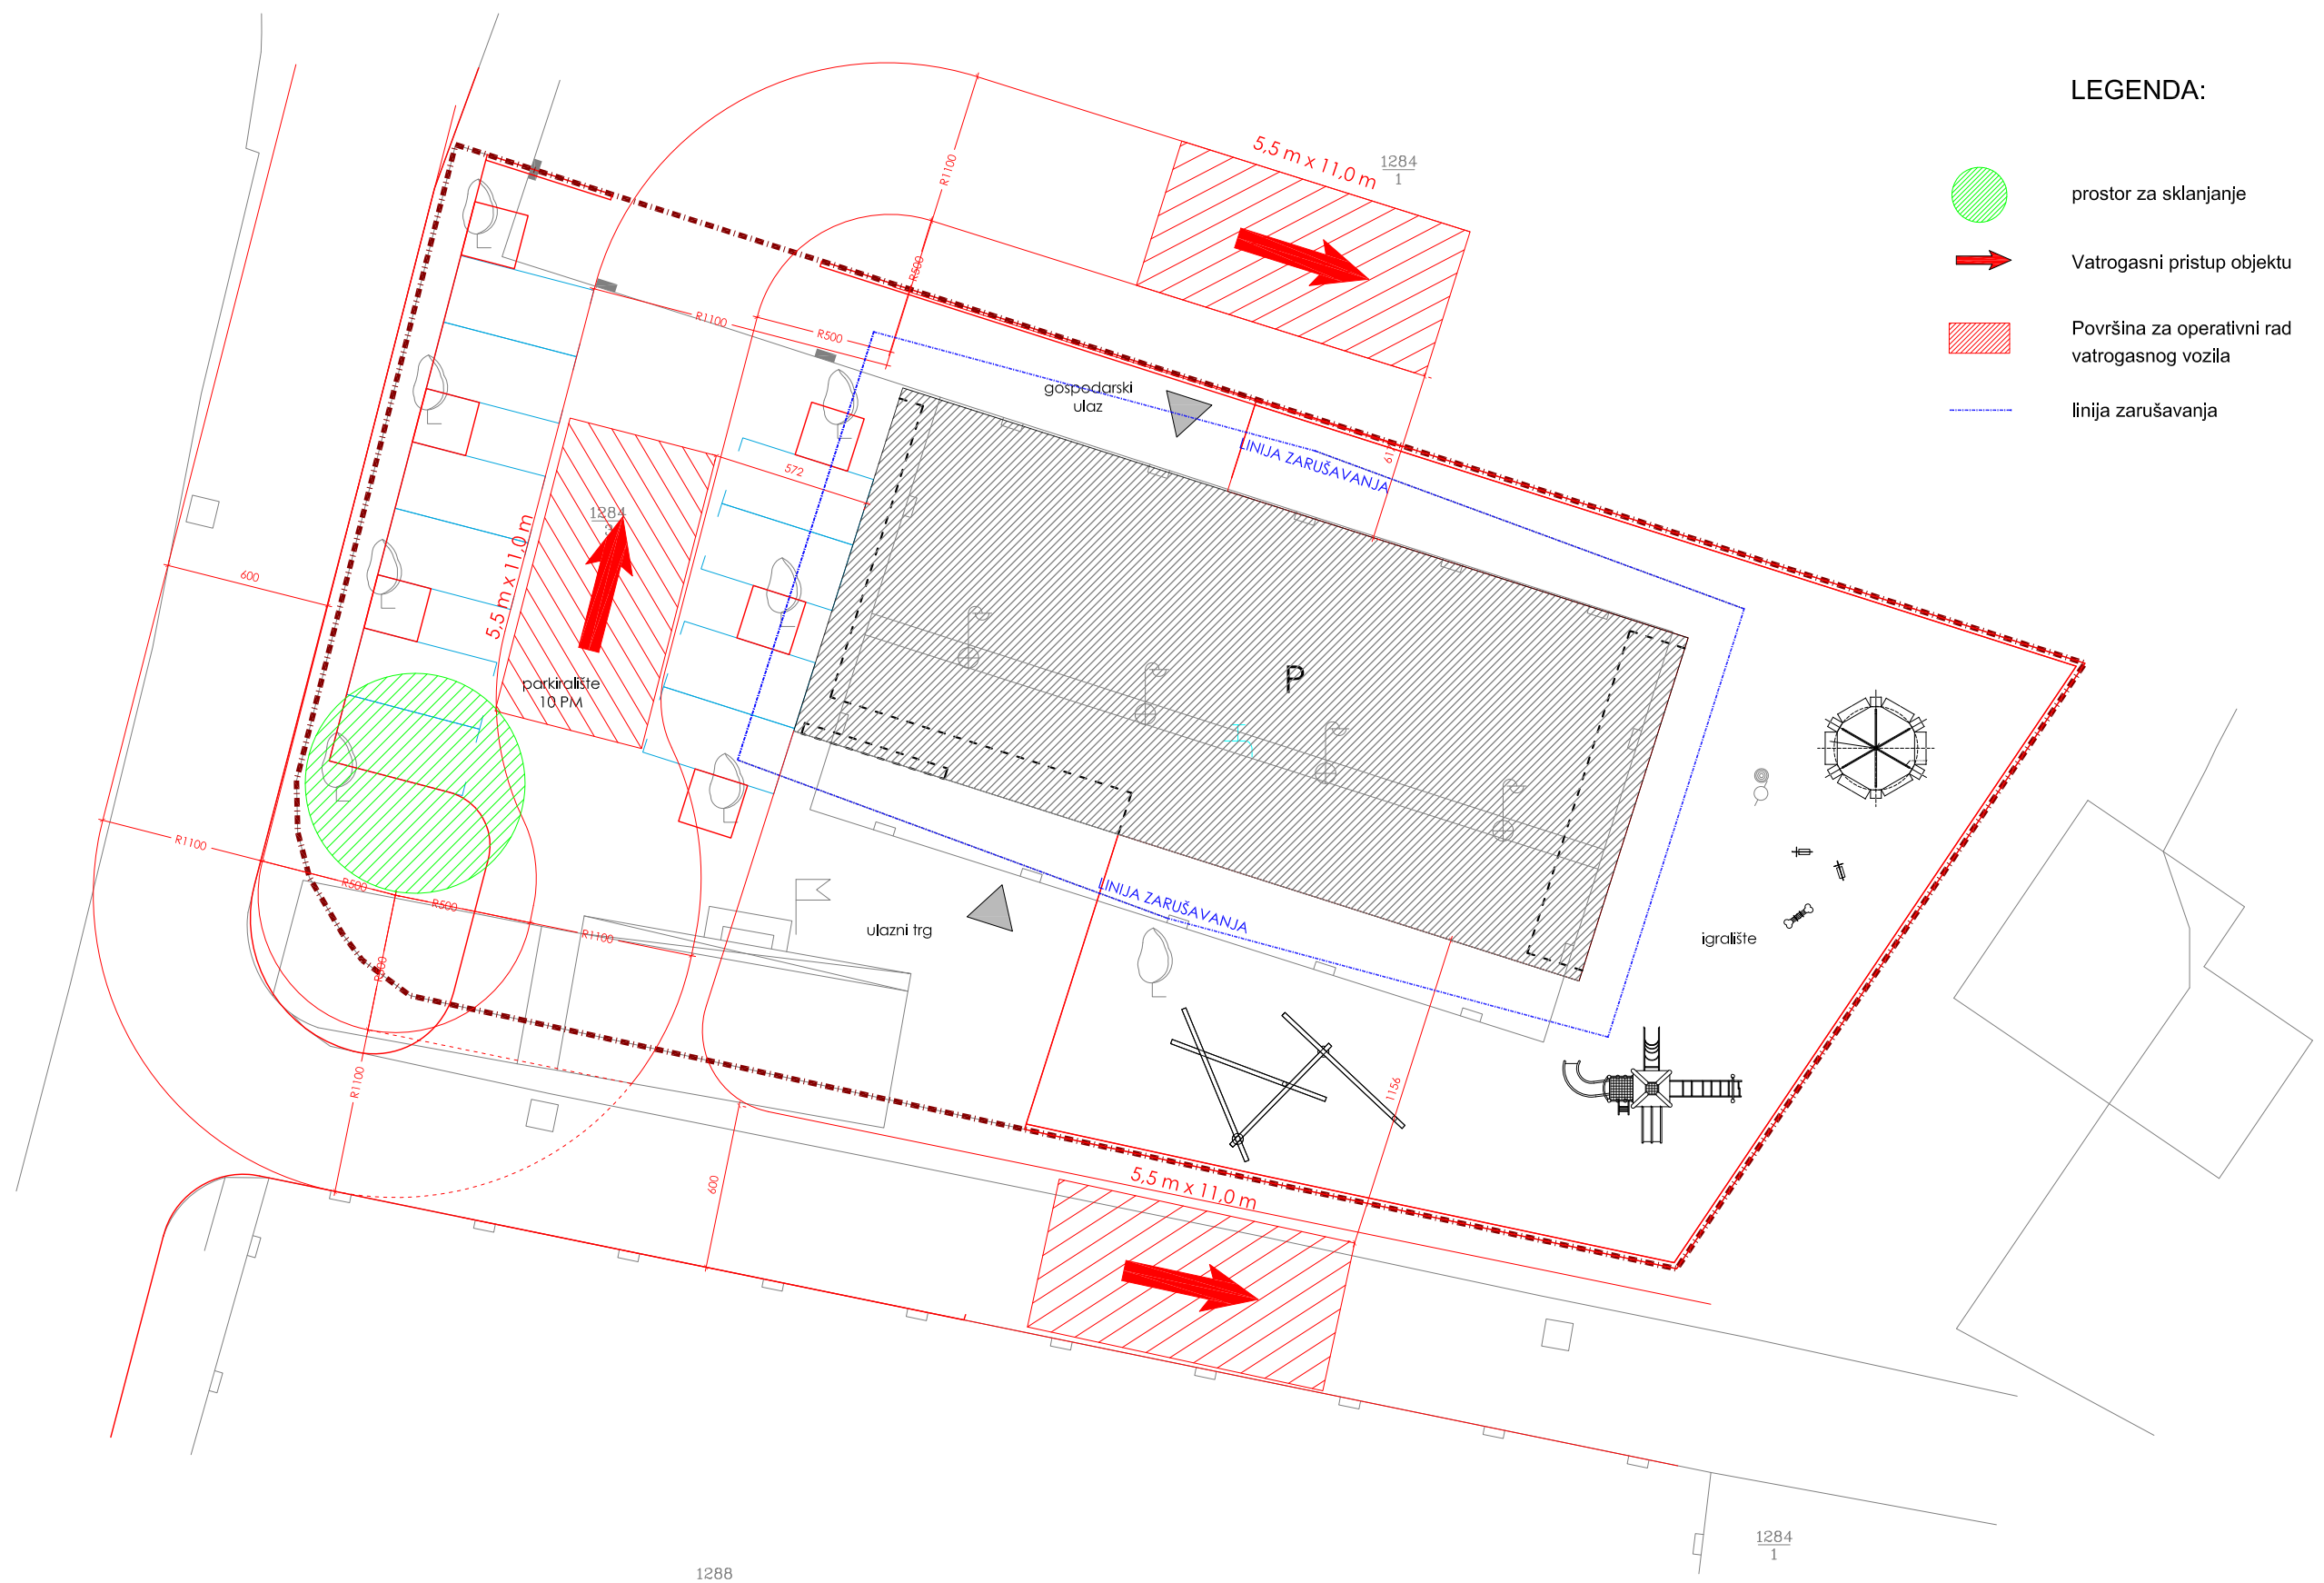 LEGENDA:
prostor za sklanjanje
Vatrogasni pristup objektu
Površina za operativni rad
vatrogasnog vozila
linija zarušavanja
5,5 m x 11,0 m
1284
1
R1100
R500
R1100
R500
gospodarski
ulaz
LINIJA ZARUŠAVANJA
572
1284
5,5 m x 11,0 m
600
parkiralište
10 PM
P
R1100
R500
R500
R1100
R1100
LINIJA ZARUŠAVANJA
ulazni trg
igralište
1156
600
5,5 m x 11,0 m
1284
1
1288